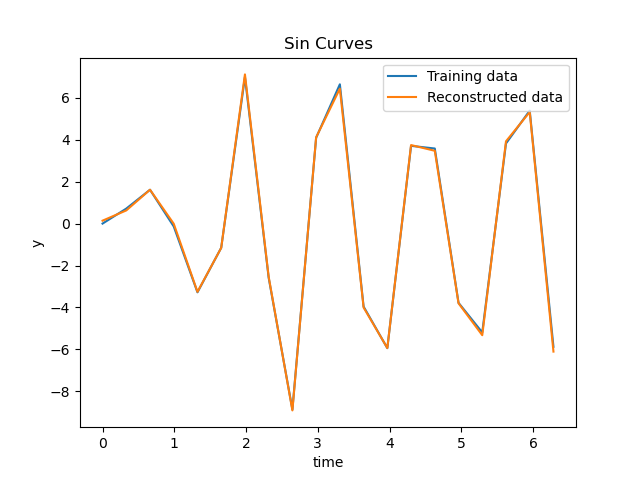 Sin Curves
Training data
Reconstructed data
6
4
2
0
−2
−4
−6
−8
y
0 1 2 3 4 5 6
time